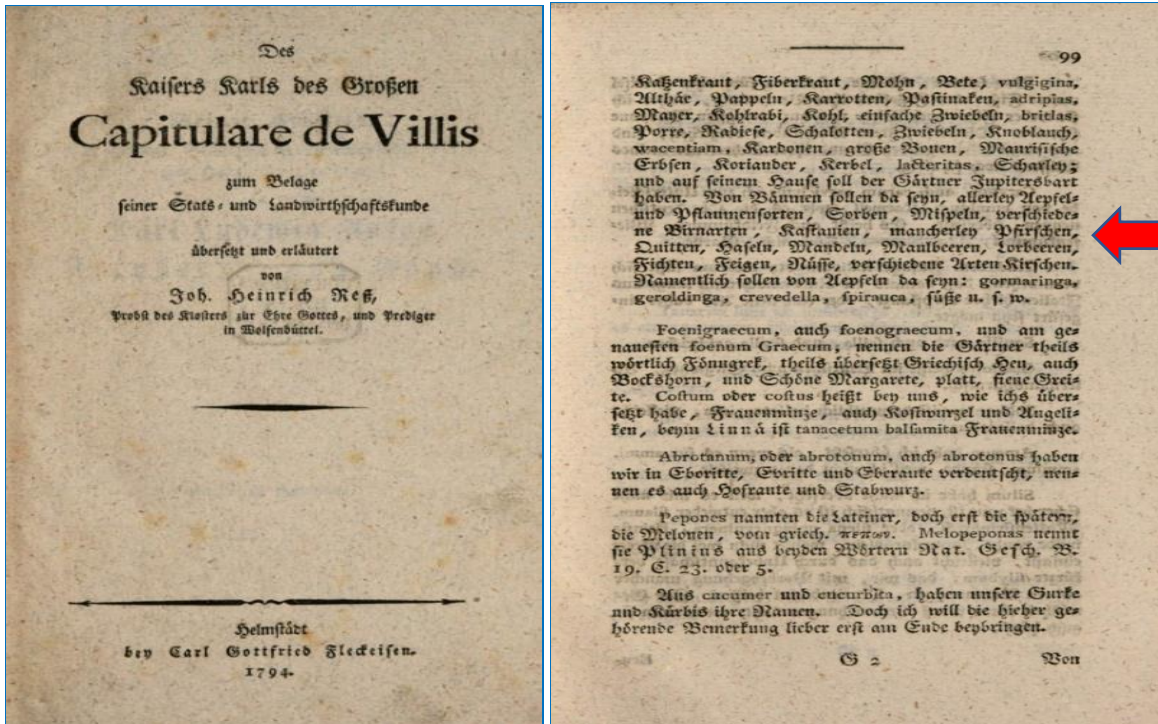 Des
Kaisers Karls des Großen
Capitulare de Villis
zum Belage
seiner Stats- und Landwirthschaftskunde
übersetzt und erläutert
von
Joh. Heinrich Reß,
Probst des Klosters zur Ehre Gottes, und Prediger
in Wolfenbüttel.
Helmstädt
bey Carl Gottfried Fleckeisen.
1794.
99
Katzenkraut, Fiberkraut, Mohn, Bete, vulgigina,
Althäe, Pappeln, Karrotten, Pastinaken, adripias,
Mayer, Kohlrabi, Kohl, einfache Zwiebeln, britlas,
Porre, Radiese, Schalotten, Zwiebeln, Knoblauch,
wacentiam, Kardonen, große Bonen, Maurisische
Erbsen, Koriander, Kerbel, lacteritas, Scharley;
und auf seinem Hause soll der Gärtner Jupitersbart
haben. Von Bäumen sollen da seyn, allerley Aepfel-
und Pflaumensorten, Sorben, Mispeln, verschiede-
ne Birnarten, Kastanien, mancherley Pfirschen,
Quitten, Haseln, Mandeln, Maulbeeren, Lorbeeren,
Fichten, Feigen, Nüsse, verschiedene Arten Kirschen.
Namentlich sollen von Aepfeln da seyn: gormaringa,
geroldinga, crevedella, spirauca, süße u. s. w.
Foenigraecum, auch foenograecum, und am ge-
nauesten foenum Graecum, nennen die Gärtner theils
wörtlich Fönugrek, theils übersetzt Griechisch Heu, auch
Bockshorn, und Schöne Margarete, platt, fiene Grei-
te. Costum oder costus heißt bey uns, wie ichs über-
setzt habe, Frauenminze, auch Kostwurzel und Angeli-
ken, beym Linnä ist tanacetum balsamita Frauenminze.
Abrotanum, oder abrotonum, auch abrotonus haben
wir in Eboritte, Evritte und Eberaute verdeutscht, nen-
nen es auch Hofraute und Stabwurz.
Pepones nannten die Lateiner, doch erst die spätern,
die Melonen, vom griech. πεπων. Melopeponas nennt
sie Plinius aus beyden Wörtern Nat. Gesch. B.
19. C. 23. oder 5.
Aus cucumer und cucurbita, haben unsere Gurke
und Kürbis ihre Namen. Doch ich will die hieher ge-
hörende Bemerkung lieber erst am Ende beybringen.
G 2 Von